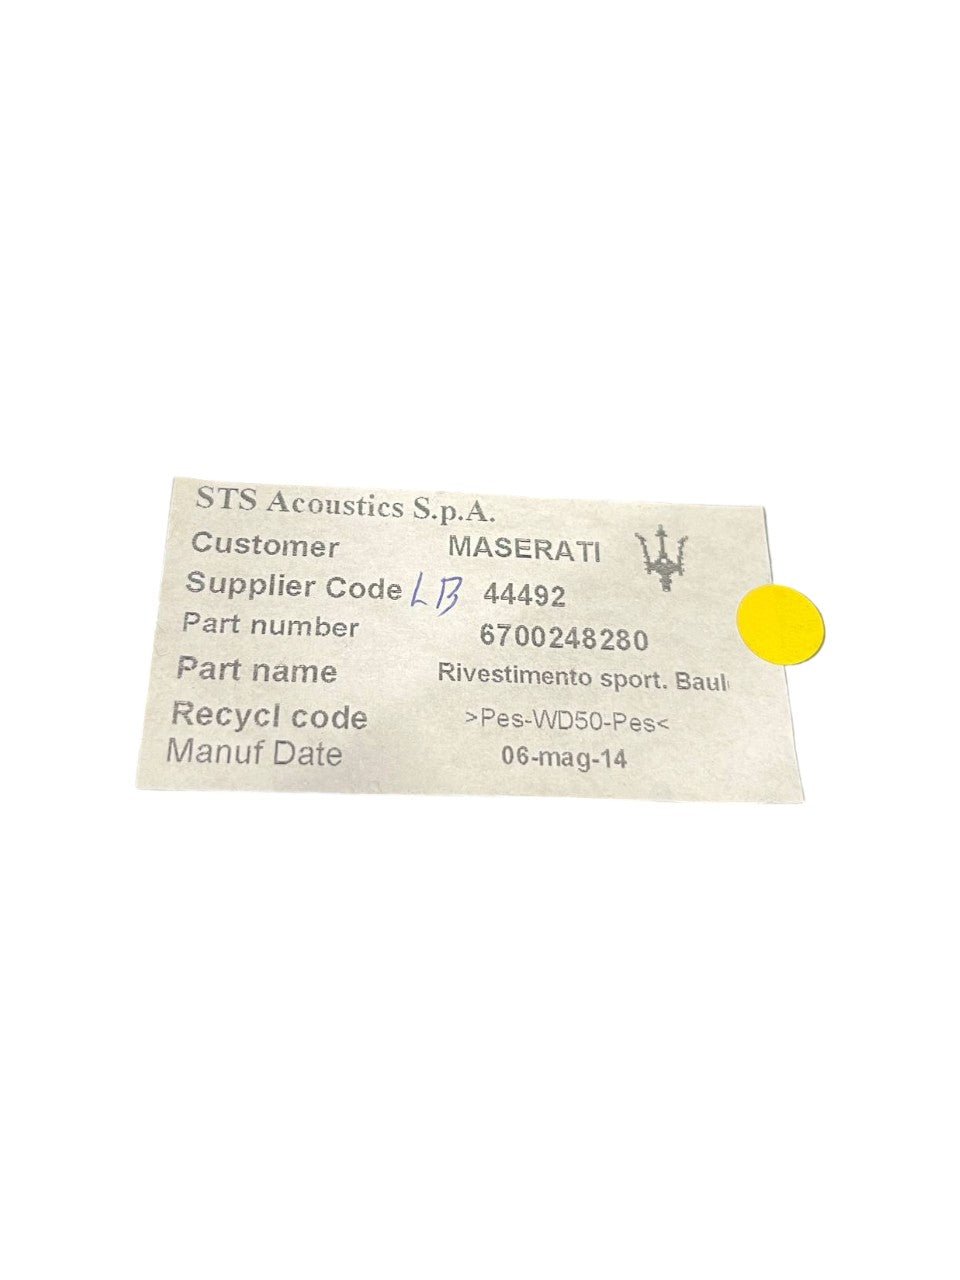 STS Acoustics S.p.A.
Customer MASERATI
Supplier Code LB 44492
Part number 6700248280
Part name Rivestimento sport. Baul
Recycl code >Pes-WD50-Pes<
Manuf Date 06-mag-14